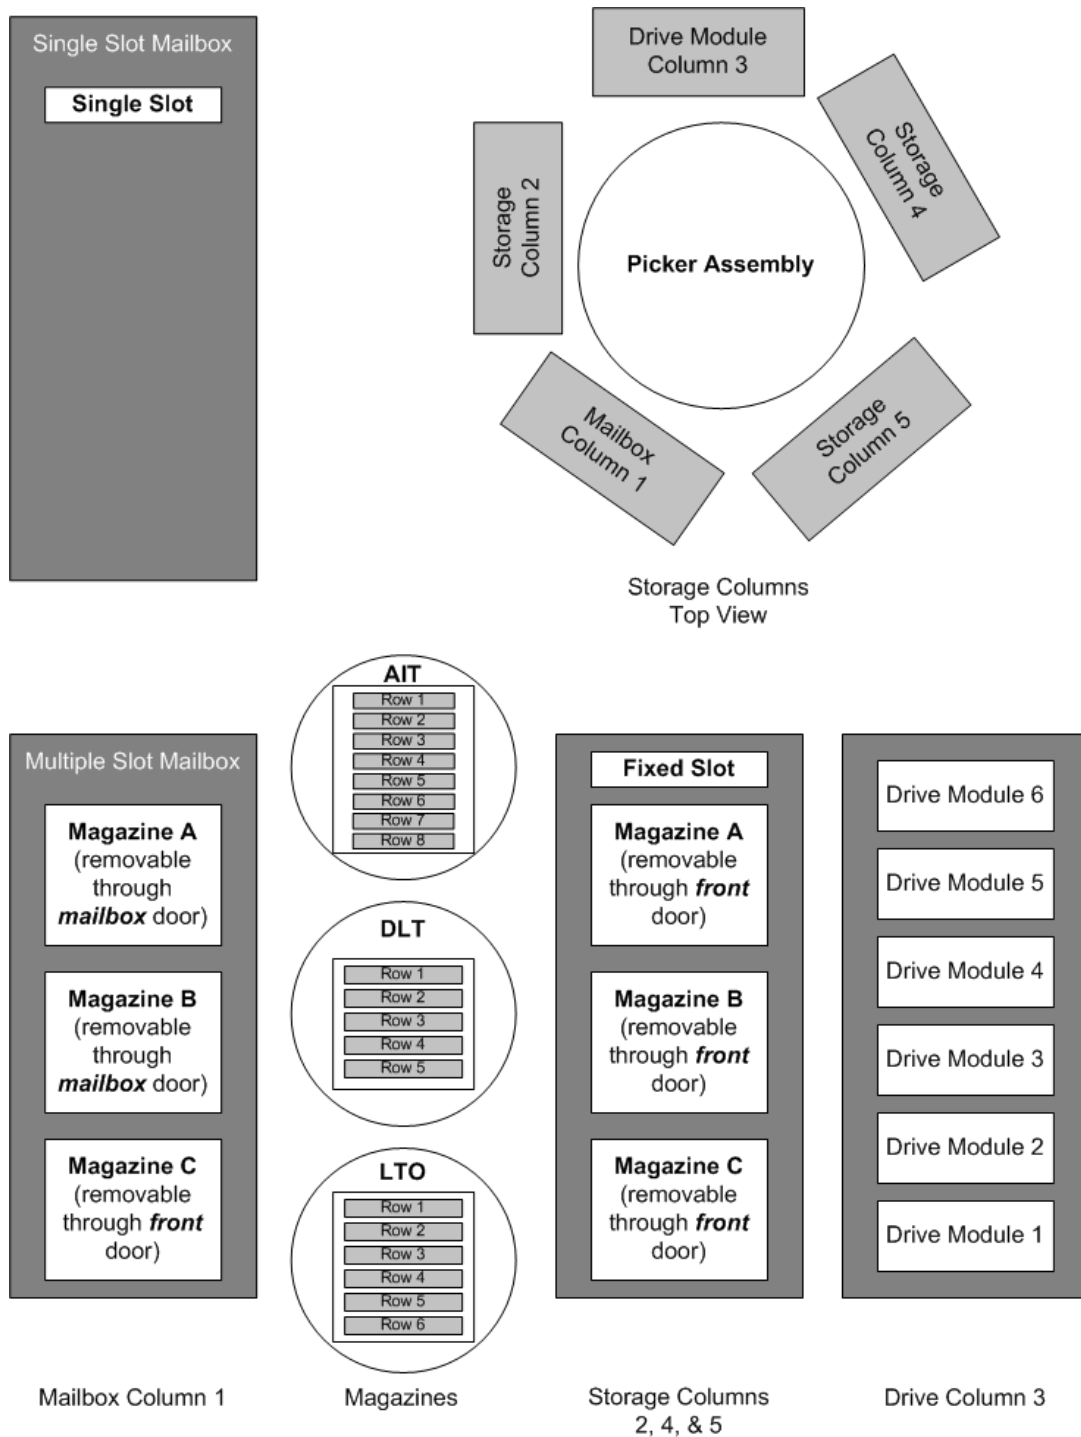 Single Slot Mailbox
Single Slot
Drive Module
Column 3
Storage
Column 4
Storage
Column 2
Picker Assembly
Mailbox
Column 1
Storage
Column 5
Storage Columns
Top View
Multiple Slot Mailbox
Magazine A
(removable
through
mailbox door)
Magazine B
(removable
through
mailbox door)
Magazine C
(removable
through front
door)
Mailbox Column 1
AIT
Row 1
Row 2
Row 3
Row 4
Row 5
Row 6
Row 7
Row 8
DLT
Row 1
Row 2
Row 3
Row 4
Row 5
LTO
Row 1
Row 2
Row 3
Row 4
Row 5
Row 6
Magazines
Fixed Slot
Magazine A
(removable
through front
door)
Magazine B
(removable
through front
door)
Magazine C
(removable
through front
door)
Storage Columns
2, 4, & 5
Drive Module 6
Drive Module 5
Drive Module 4
Drive Module 3
Drive Module 2
Drive Module 1
Drive Column 3